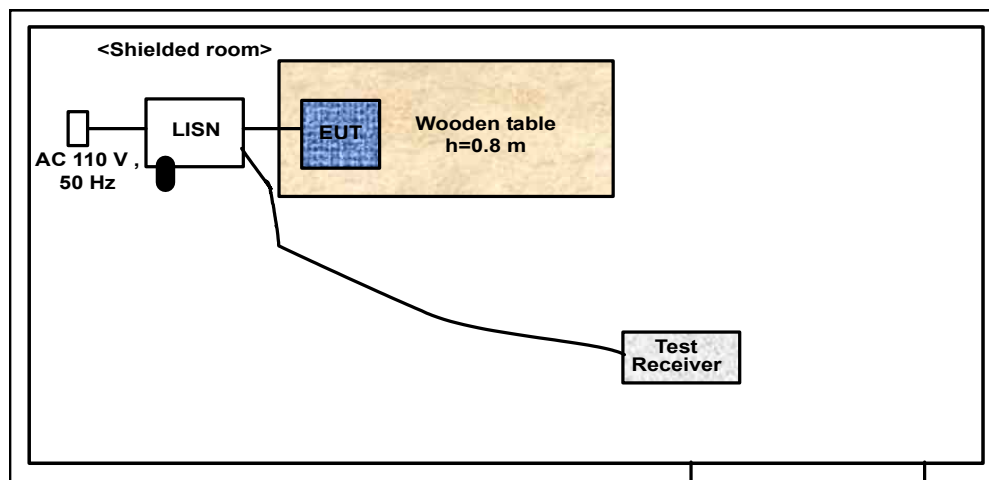 <Shielded room>
LISN
EUT
Wooden table
h=0.8 m
AC 110 V ,
50 Hz
Test
Receiver